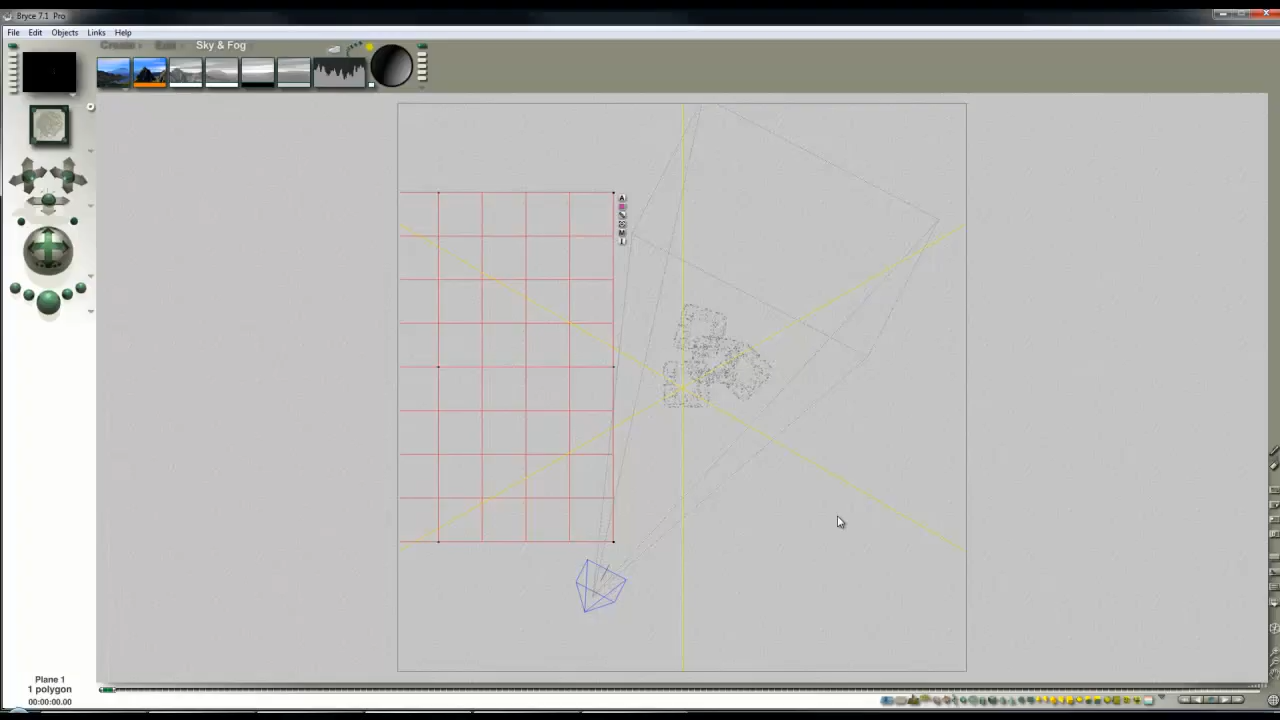 Bryce 7.1 Pro
File Edit Objects Links Help
Create Edit Sky & Fog
A
M
Plane 1
1 polygon
00:00:00.00